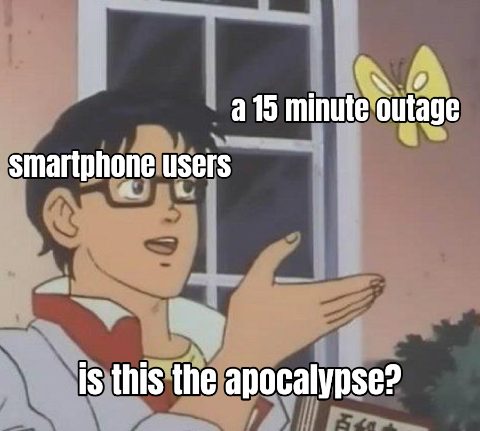 a 15 minute outage
smartphone users
is this the apocalypse?